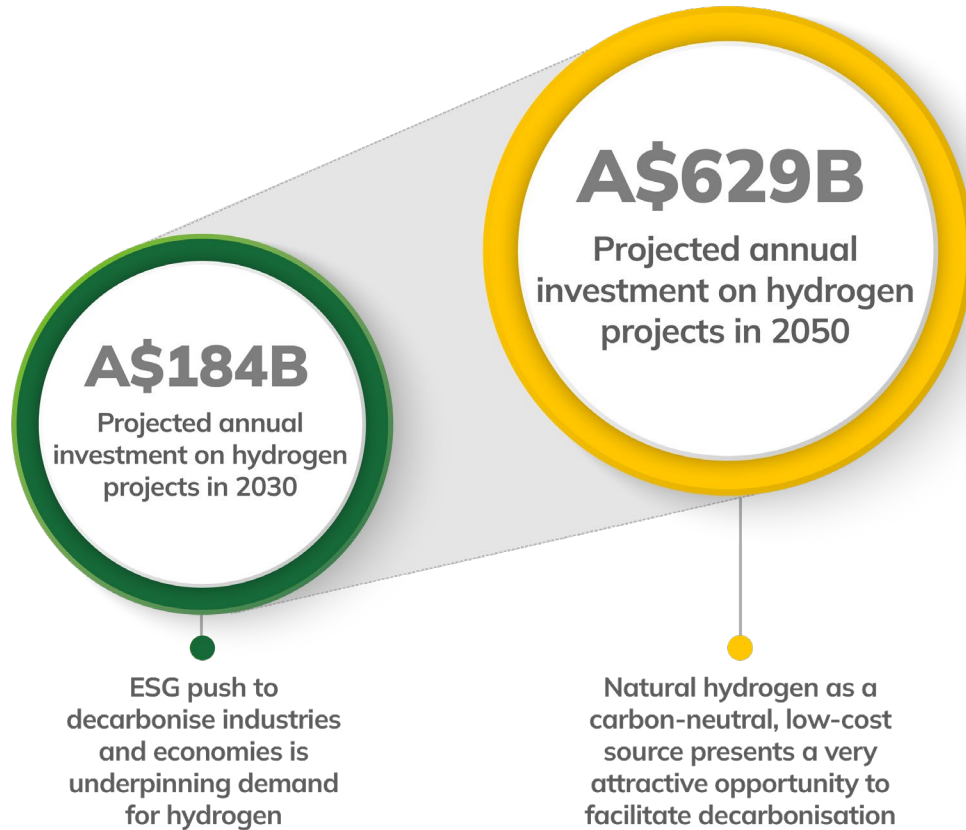 A$629B
Projected annual
investment on hydrogen
projects in 2050
A$184B
Projected annual
investment on hydrogen
projects in 2030
ESG push to
decarbonise industries
and economies is
underpinning demand
for hydrogen
Natural hydrogen as a
carbon-neutral, low-cost
source presents a very
attractive opportunity to
facilitate decarbonisation